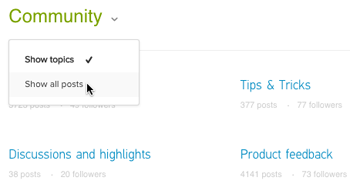 Community
Show topics
Show all posts
Tips & Tricks
377 posts · 77 followers
Discussions and highlights
Product feedback
38 posts · 20 followers
4141 posts · 73 followers